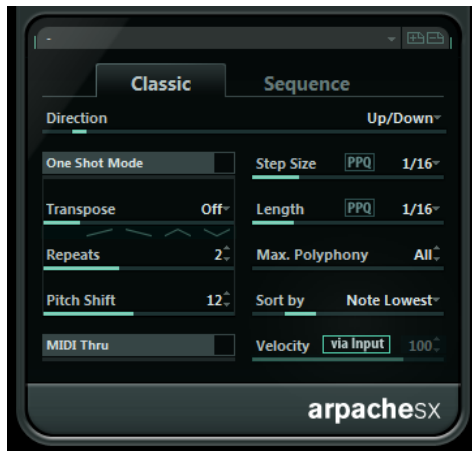 -
Classic Sequence
Direction Up/Down
One Shot Mode Step Size PPQ 1/16
Transpose Off Length PPQ 1/16
Repeats 2 Max. Polyphony All
Pitch Shift 12 Sort by Note Lowest
MIDI Thru Velocity via Input 100
arpacheSX